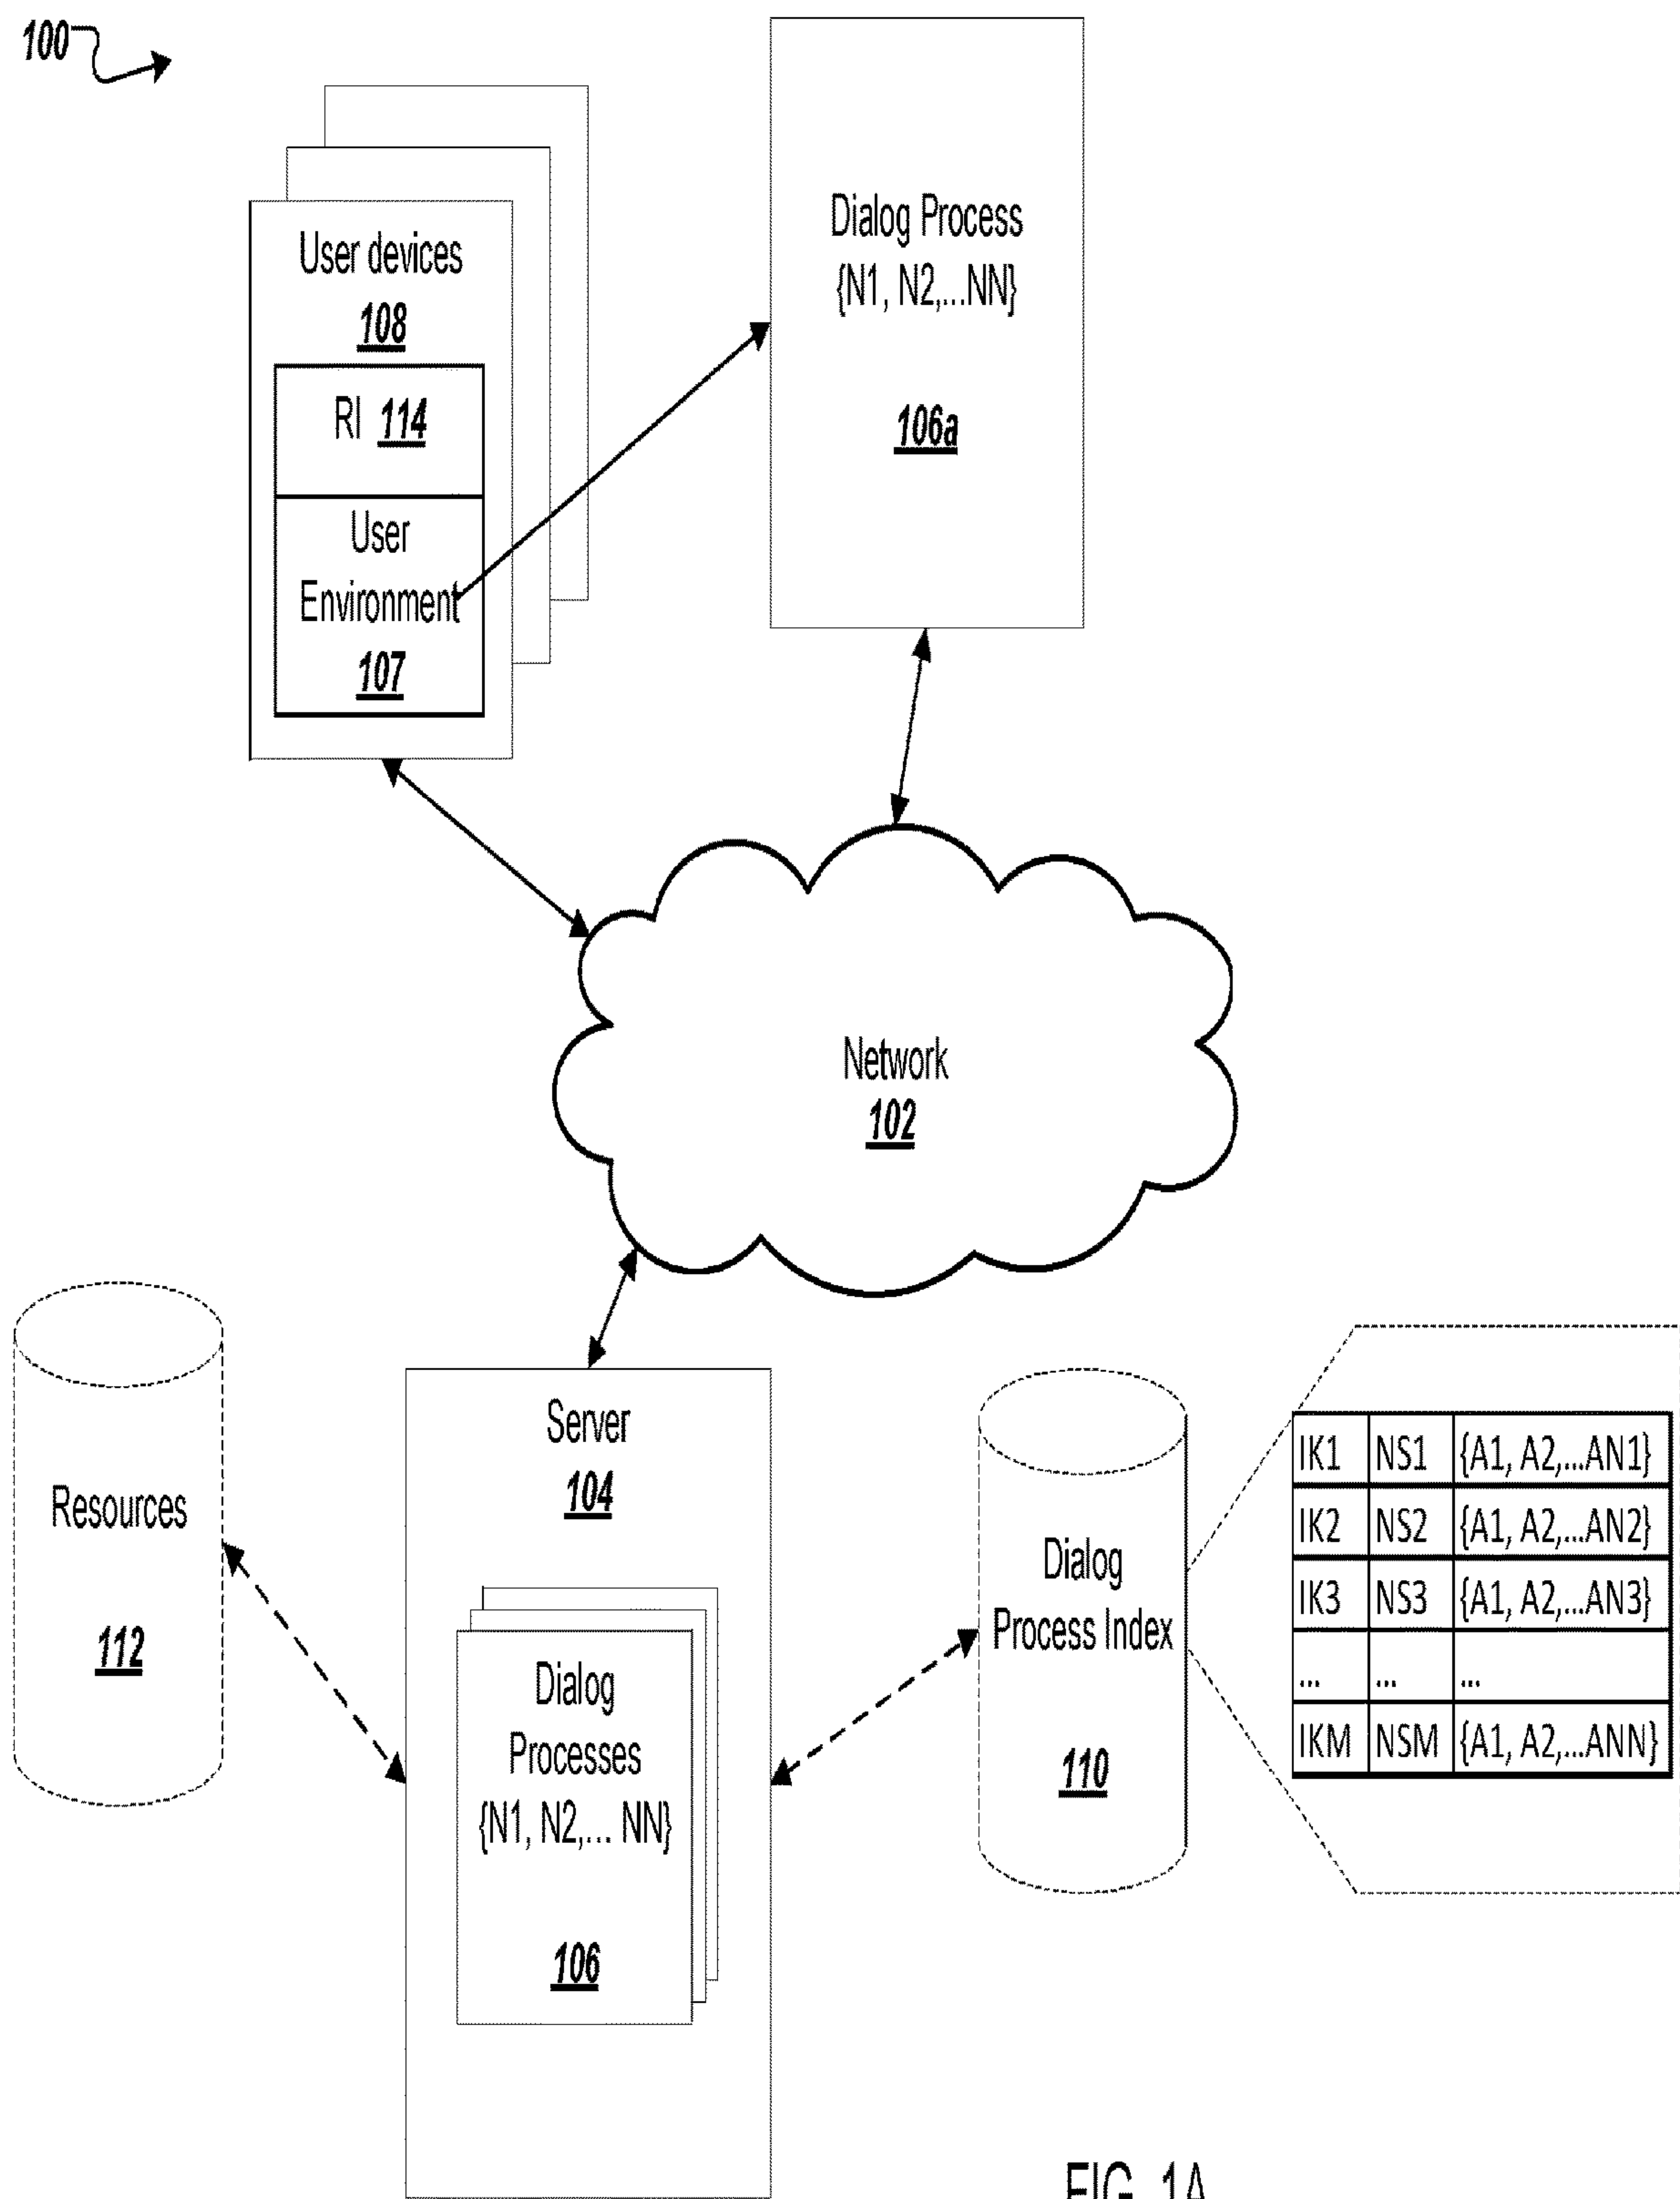 100
User devices
108
RI 114
User
Environment
107
Dialog Process
{N1, N2,...NN}
106a
Network
102
Resources
112
Server
104
Dialog
Processes
{N1, N2,... NN}
106
Dialog
Process Index
110
IK1 NS1 {A1, A2,...AN1}
IK2 NS2 {A1, A2,...AN2}
IK3 NS3 {A1, A2,...AN3}
... ... ...
IKM NSM {A1, A2,...ANN}
FIG. 1A